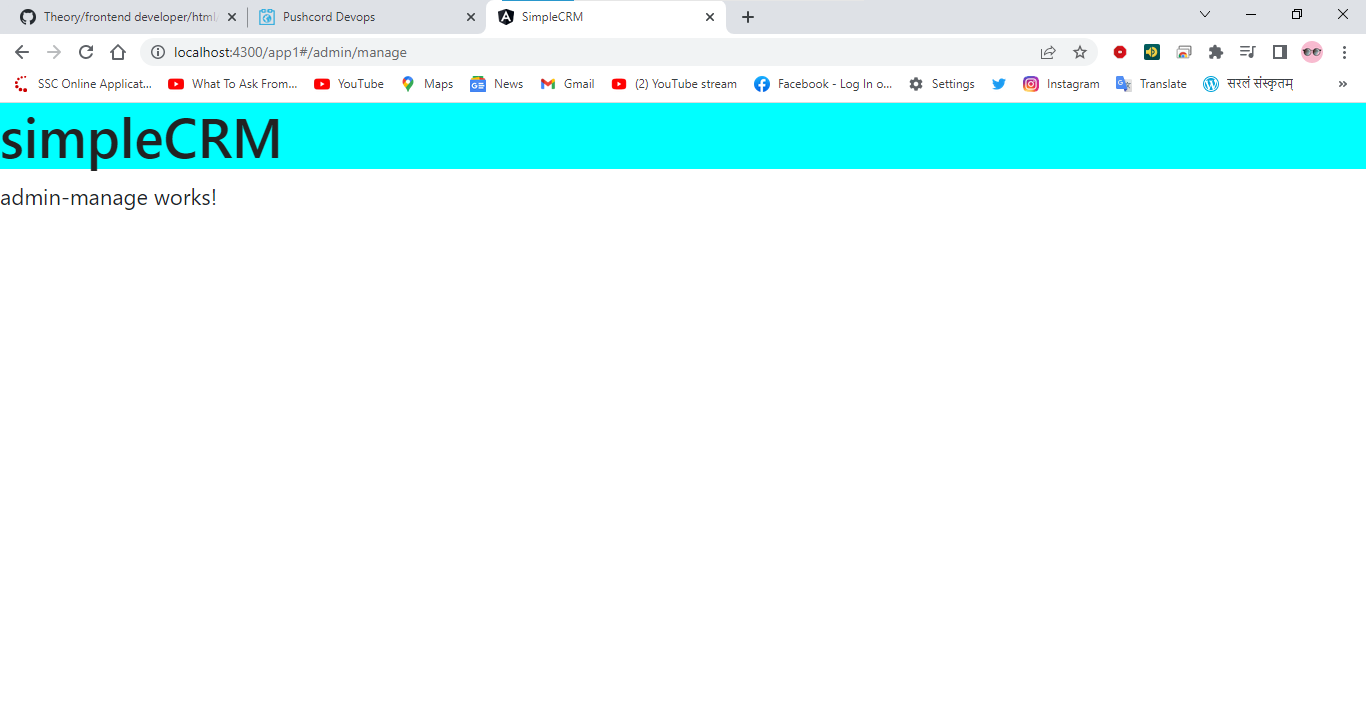 Theory/frontend developer/html/
Pushcord Devops
SimpleCRM
localhost:4300/app1#/admin/manage
SSC Online Applicat...
What To Ask From...
YouTube
Maps
News
Gmail
(2) YouTube stream
Facebook - Log In o...
Settings
Instagram
Translate
सरलं संस्कृतम्
simpleCRM
admin-manage works!